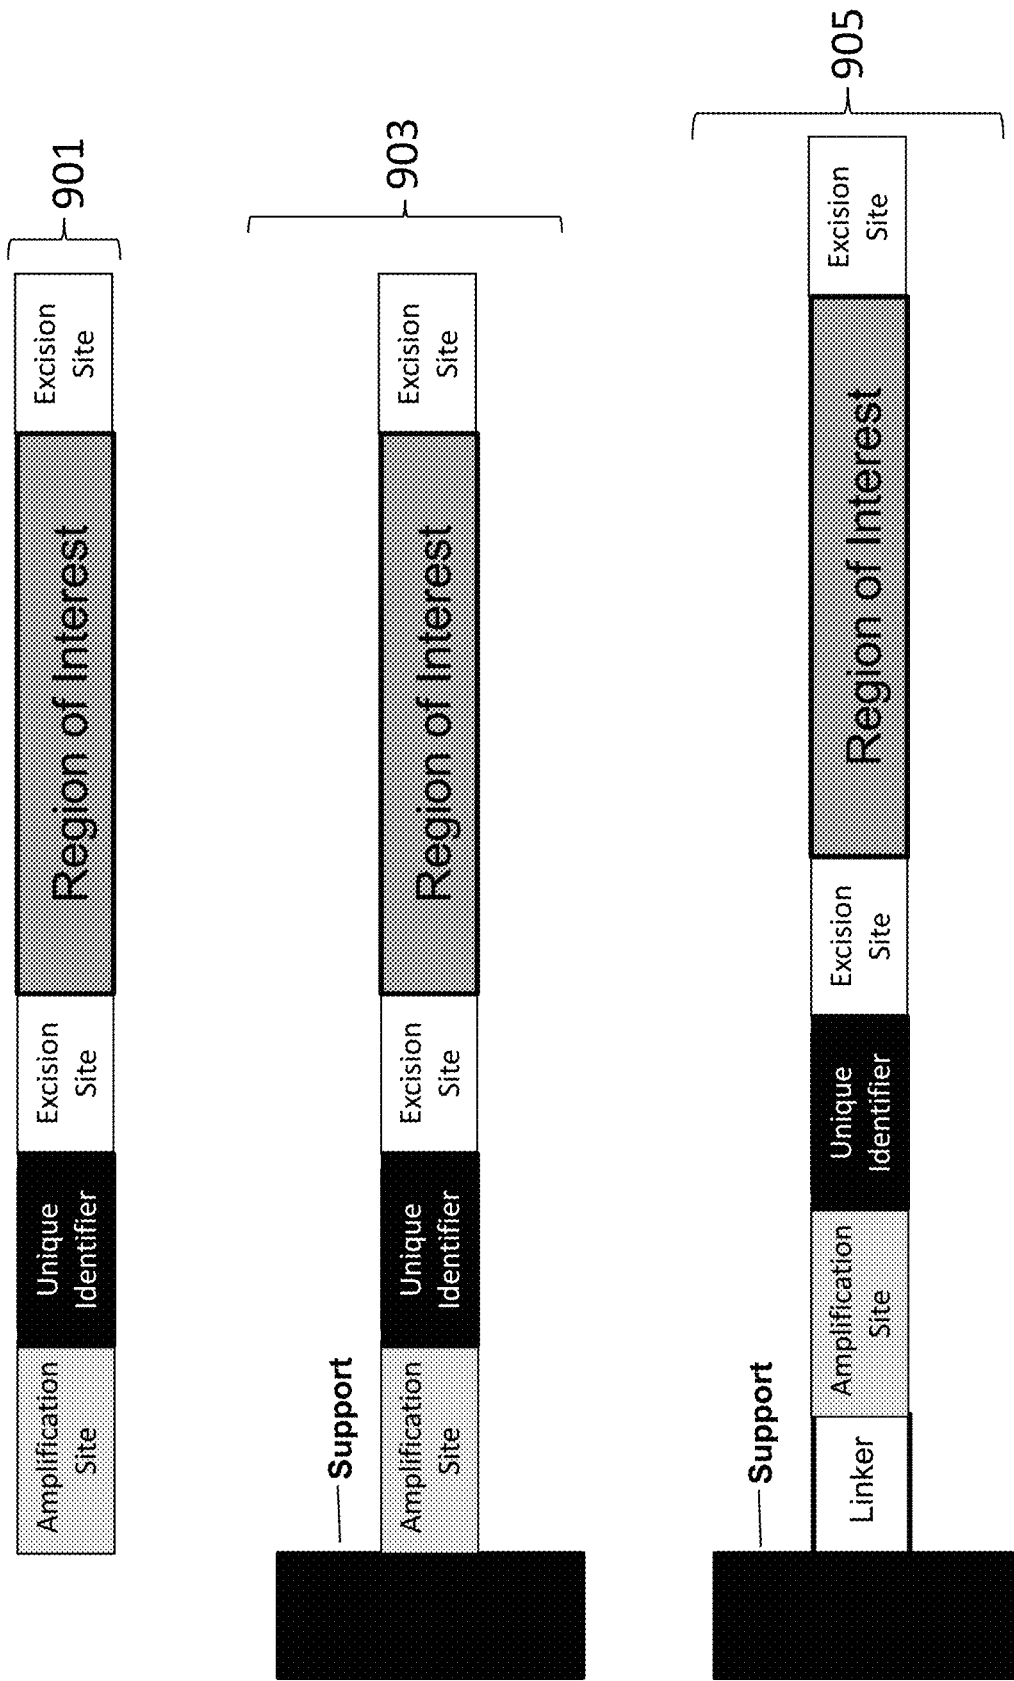 Amplification
Site
Unique
Identifier
Excision
Site
Region of Interest
Excision
Site
901
Support
Amplification
Site
Unique
Identifier
Excision
Site
Region of Interest
Excision
Site
903
Support
Linker
Amplification
Site
Unique
Identifier
Excision
Site
Region of Interest
Excision
Site
905